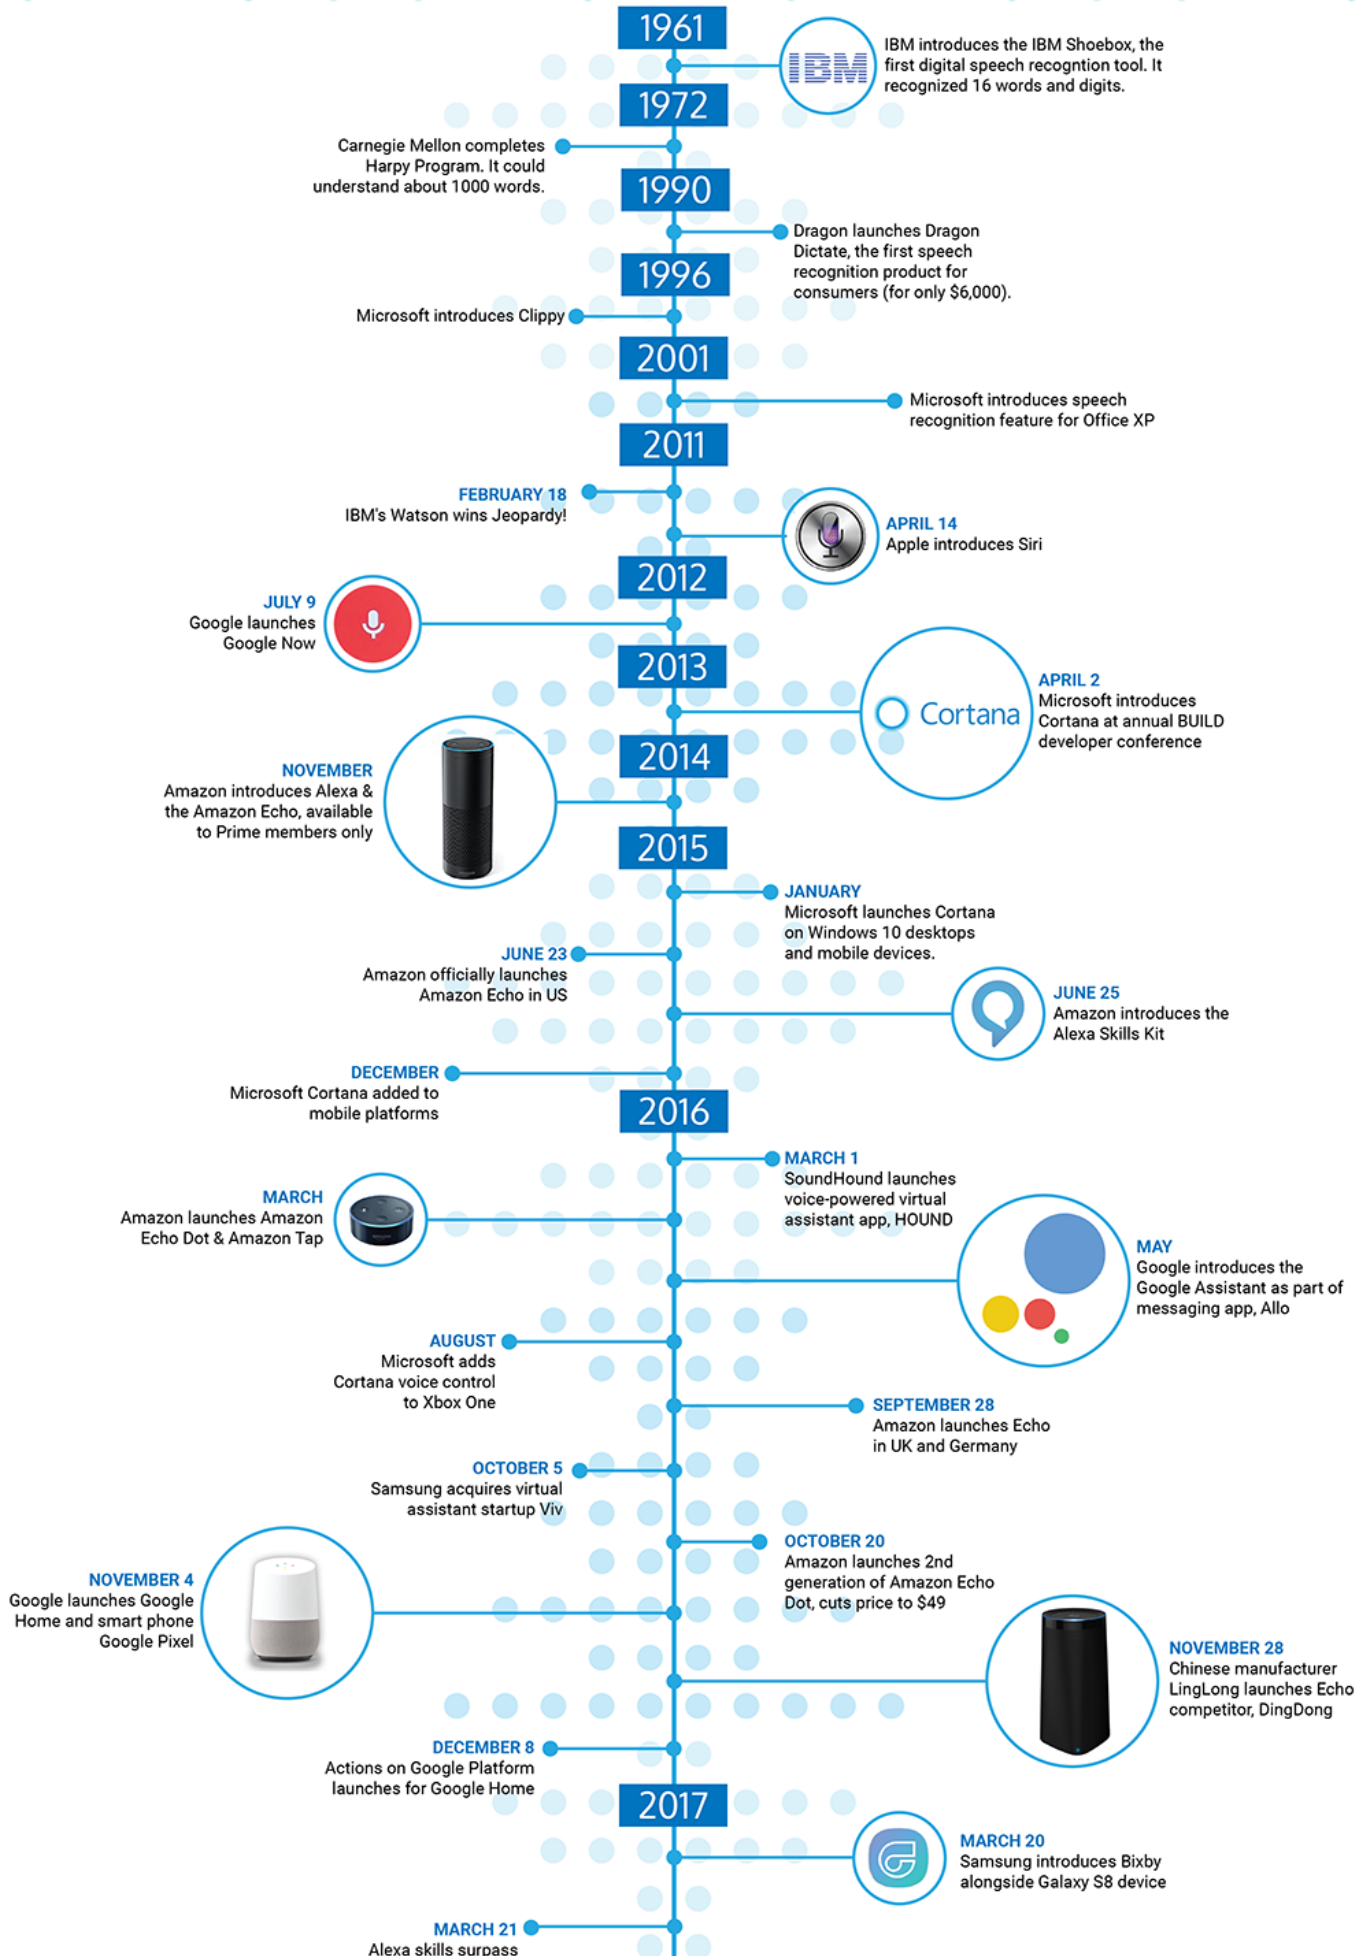 1961
IBM
IBM introduces the IBM Shoebox, the
first digital speech recogntion tool. It
recognized 16 words and digits.
1972
Carnegie Mellon completes
Harpy Program. It could
understand about 1000 words.
1990
Dragon launches Dragon
Dictate, the first speech
recognition product for
consumers (for only $6,000).
1996
Microsoft introduces Clippy
2001
Microsoft introduces speech
recognition feature for Office XP
2011
FEBRUARY 18
IBM's Watson wins Jeopardy!
APRIL 14
Apple introduces Siri
2012
JULY 9
Google launches
Google Now
2013
Cortana
APRIL 2
Microsoft introduces
Cortana at annual BUILD
developer conference
2014
NOVEMBER
Amazon introduces Alexa &
the Amazon Echo, available
to Prime members only
2015
JANUARY
Microsoft launches Cortana
on Windows 10 desktops
and mobile devices.
JUNE 23
Amazon officially launches
Amazon Echo in US
JUNE 25
Amazon introduces the
Alexa Skills Kit
DECEMBER
Microsoft Cortana added to
mobile platforms
2016
MARCH 1
SoundHound launches
voice-powered virtual
assistant app, HOUND
MARCH
Amazon launches Amazon
Echo Dot & Amazon Tap
MAY
Google introduces the
Google Assistant as part of
messaging app, Allo
AUGUST
Microsoft adds
Cortana voice control
to Xbox One
SEPTEMBER 28
Amazon launches Echo
in UK and Germany
OCTOBER 5
Samsung acquires virtual
assistant startup Viv
OCTOBER 20
Amazon launches 2nd
generation of Amazon Echo
Dot, cuts price to $49
NOVEMBER 4
Google launches Google
Home and smart phone
Google Pixel
NOVEMBER 28
Chinese manufacturer
LingLong launches Echo
competitor, DingDong
DECEMBER 8
Actions on Google Platform
launches for Google Home
2017
MARCH 20
Samsung introduces Bixby
alongside Galaxy S8 device
MARCH 21
Alexa skills surpass